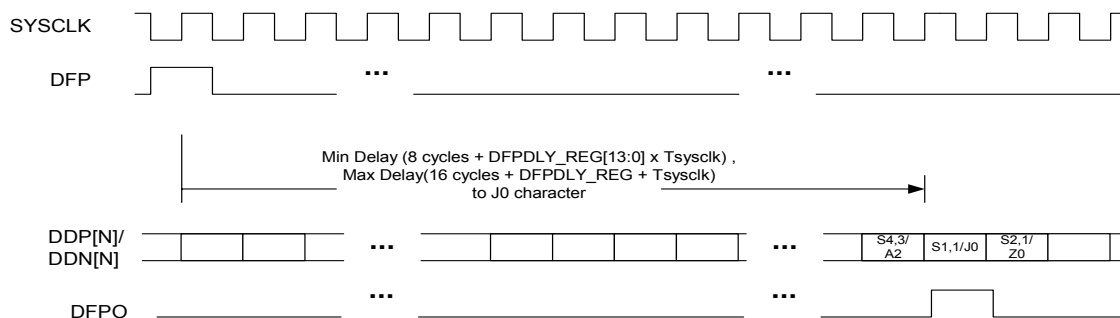 SYSCLK
DFP
...
...
Min Delay (8 cycles + DFPDLY_REG[13:0] x Tsysclk) ,
Max Delay(16 cycles + DFPDLY_REG + Tsysclk)
to J0 character
DDP[N]/
DDN[N]
...
...
S4,3/
A2
S1,1/J0
S2,1/
Z0
DFPO
...
...